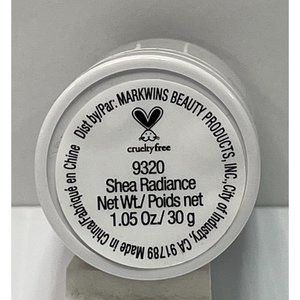 Dist by/Par: MARKWINS BEAUTY PRODUCTS, INC. City of Industry, CA 91789 Made in China/Fabriqué en Chine
crueltyfree
9320
Shea Radiance
Net Wt./ Poids net
1.05 Oz/ 30 g